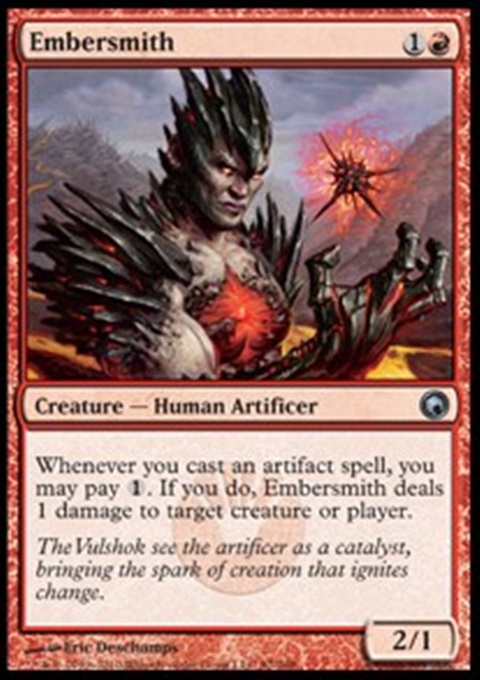 Embersmith 1
Creature — Human Artificer
Whenever you cast an artifact spell, you
may pay 1. If you do, Embersmith deals
1 damage to target creature or player.
The Vulshok see the artificer as a catalyst,
bringing the spark of creation that ignites
change.
2/1
Eric Deschamps